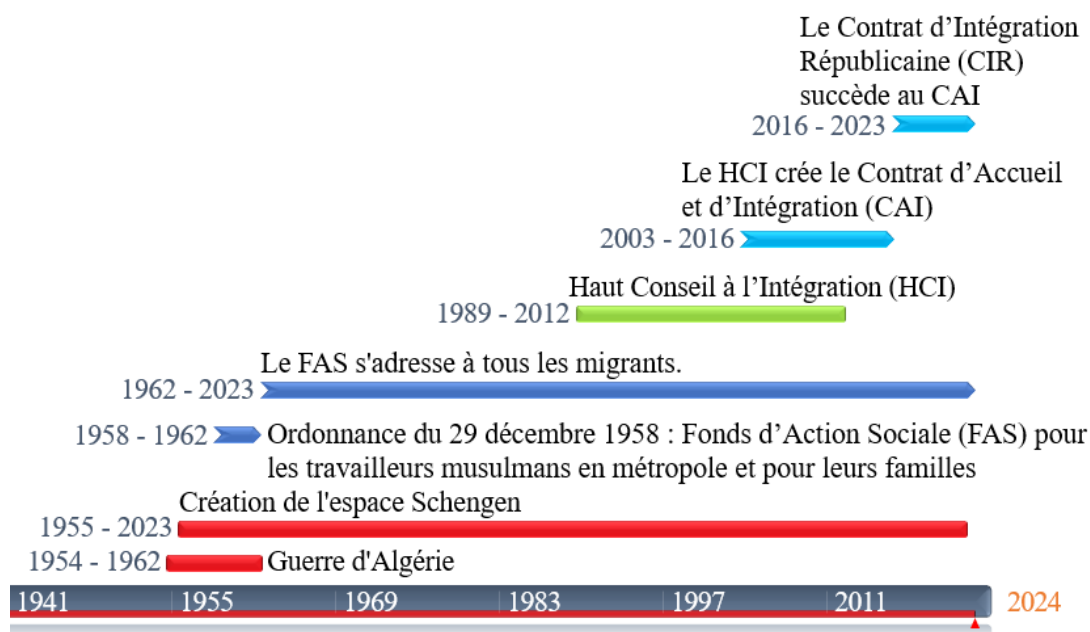 Le Contrat d’Intégration
Républicaine (CIR)
succède au CAI
2016 - 2023
Le HCI crée le Contrat d’Accueil
et d’Intégration (CAI)
2003 - 2016
Haut Conseil à l’Intégration (HCI)
1989 - 2012
Le FAS s'adresse à tous les migrants.
1962 - 2023
1958 - 1962 Ordonnance du 29 décembre 1958 : Fonds d’Action Sociale (FAS) pour
les travailleurs musulmans en métropole et pour leurs familles
Création de l'espace Schengen
1955 - 2023
1954 - 1962 Guerre d'Algérie
1941 1955 1969 1983 1997 2011 2024